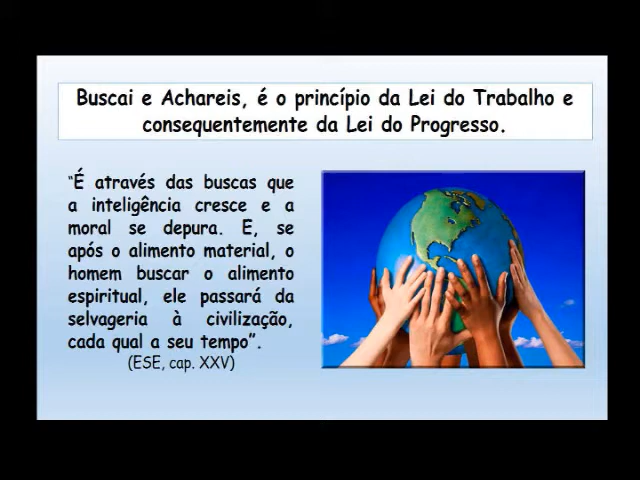 Buscai e Achareis, é o princípio da Lei do Trabalho e
consequentemente da Lei do Progresso.
"É através das buscas que
a inteligência cresce e a
moral se depura. E, se
após o alimento material, o
homem buscar o alimento
espiritual, ele passará da
selvageria à civilização,
cada qual a seu tempo".
(ESE, cap. XXV)